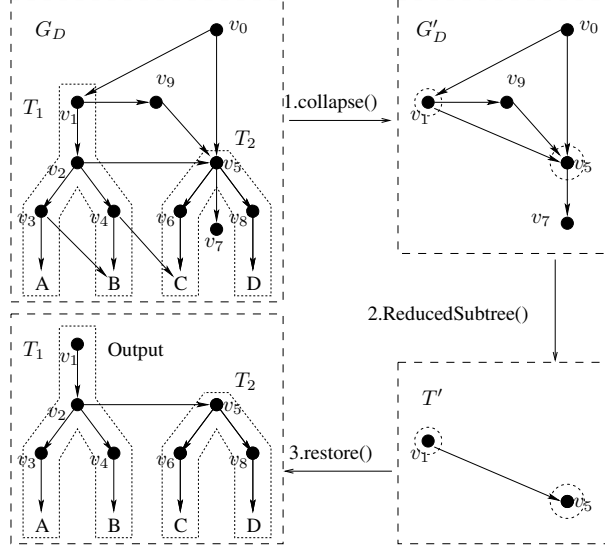 G_D v_0 G'_D v_0
v_9 v_9
T_1 v_1 1.collapse() v_1
T_2
v_2 v_5 v_5
v_3 v_4 v_6 v_8
v_7 v_7
A B C D
2.ReducedSubtree()
T_1 v_1 Output
T_2 T'
v_2 v_5
v_3 v_4 v_6 v_8 3.restore() v_1
v_5
A B C D